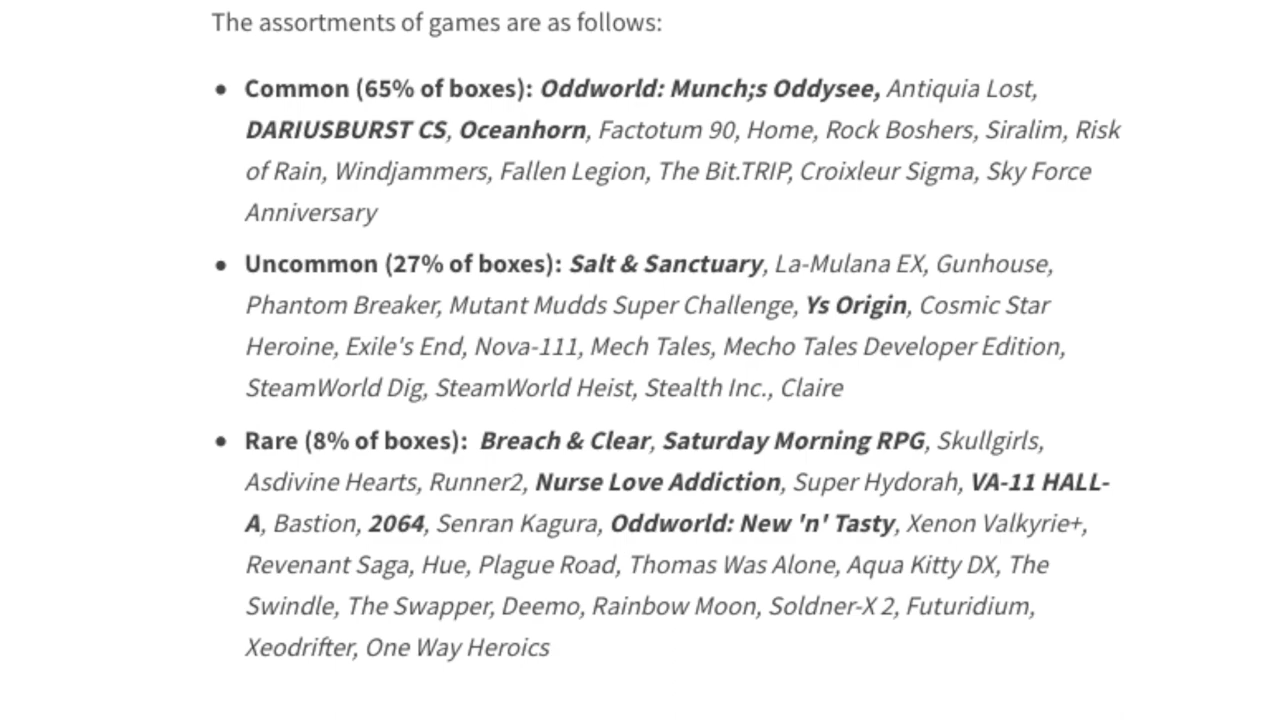 The assortments of games are as follows:
• Common (65% of boxes): Oddworld: Munch;s Oddysee, Antiquia Lost,
DARIUSBURST CS, Oceanhorn, Factotum 90, Home, Rock Boshers, Siralim, Risk
of Rain, Windjammers, Fallen Legion, The Bit.TRIP, Croixleur Sigma, Sky Force
Anniversary
• Uncommon (27% of boxes): Salt & Sanctuary, La-Mulana EX, Gunhouse,
Phantom Breaker, Mutant Mudds Super Challenge, Ys Origin, Cosmic Star
Heroine, Exile's End, Nova-111, Mech Tales, Mecho Tales Developer Edition,
SteamWorld Dig, SteamWorld Heist, Stealth Inc., Claire
• Rare (8% of boxes): Breach & Clear, Saturday Morning RPG, Skullgirls,
Asdivine Hearts, Runner2, Nurse Love Addiction, Super Hydorah, VA-11 HALL-
A, Bastion, 2064, Senran Kagura, Oddworld: New 'n' Tasty, Xenon Valkyrie+,
Revenant Saga, Hue, Plague Road, Thomas Was Alone, Aqua Kitty DX, The
Swindle, The Swapper, Deemo, Rainbow Moon, Soldner-X 2, Futuridium,
Xeodrifter, One Way Heroics